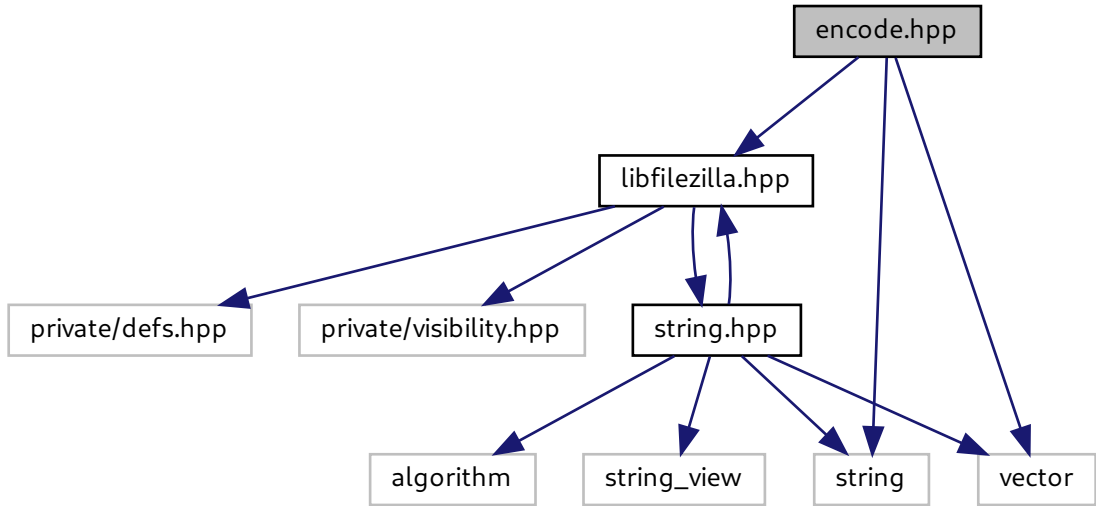 encode.hpp
libfilezilla.hpp
private/defs.hpp
private/visibility.hpp
string.hpp
algorithm
string_view
string
vector